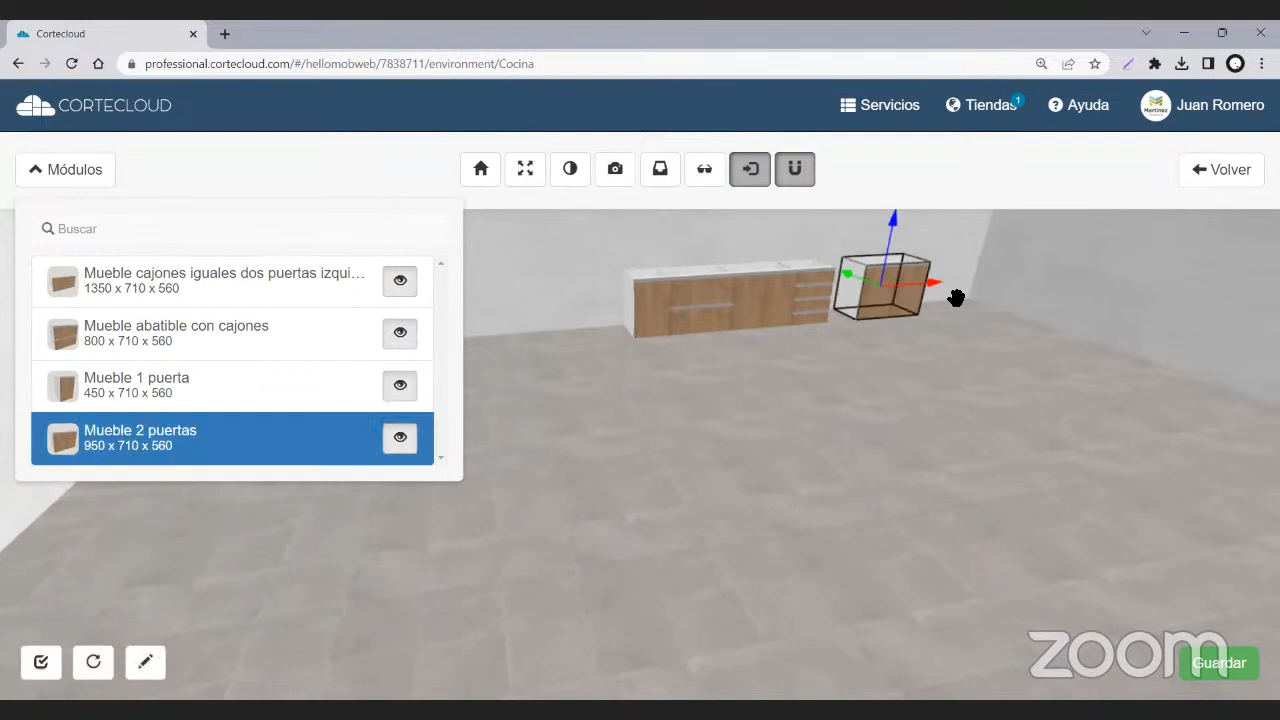 Cortecloud
professional.cortecloud.com/#/hellomobweb/7838711/environment/Cocina
CORTECLOUD
Servicios
Tiendas 1
Ayuda
Martinez
Juan Romero
Módulos
Volver
Buscar
Mueble cajones iguales dos puertas izqui...
1350 x 710 x 560
Mueble abatible con cajones
800 x 710 x 560
Mueble 1 puerta
450 x 710 x 560
Mueble 2 puertas
950 x 710 x 560
zoom
Guardar